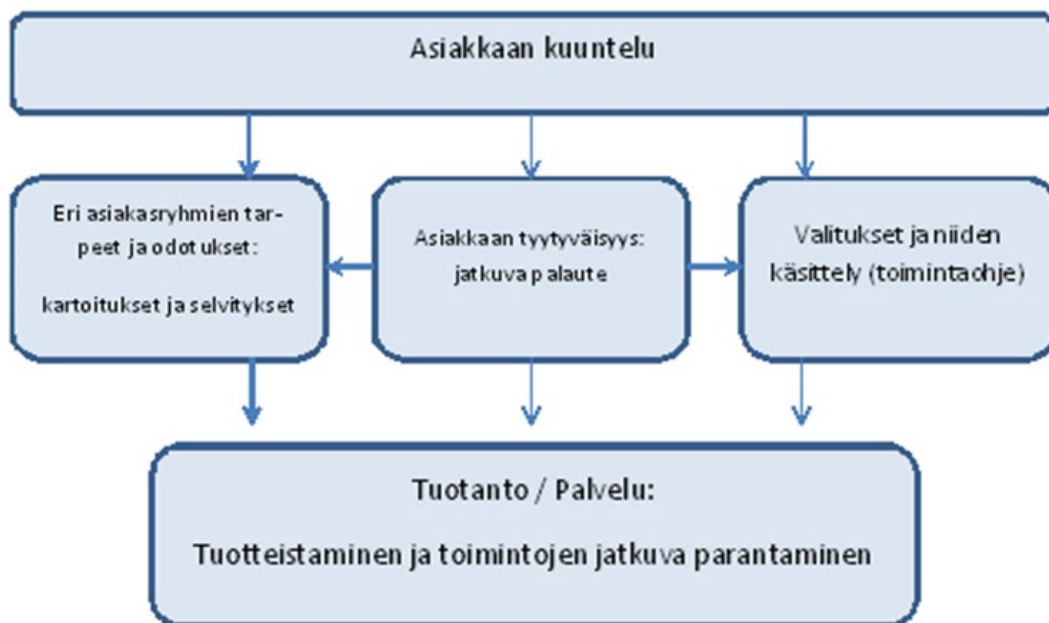 Asiakkaan kuuntelu
Eri asiakasryhmien tar-
peet ja odotukset:
kartoitukset ja selvitykset
Asiakkaan tyytyväisyys:
jatkuva palaute
Valitukset ja niiden
käsittely (toimintaohje)
Tuotanto / Palvelu:
Tuotteistaminen ja toimintojen jatkuva parantaminen